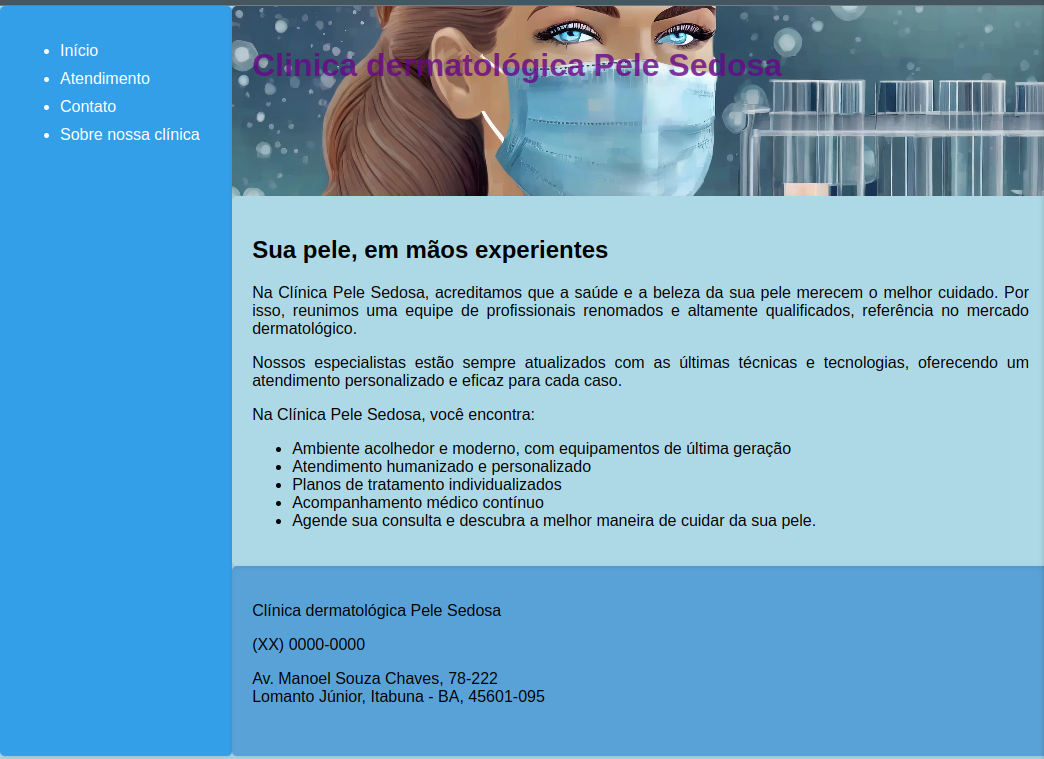 Início
Atendimento
Contato
Sobre nossa clínica
Clinica dermatológica Pele Sedosa
Sua pele, em mãos experientes
Na Clínica Pele Sedosa, acreditamos que a saúde e a beleza da sua pele merecem o melhor cuidado. Por
isso, reunimos uma equipe de profissionais renomados e altamente qualificados, referência no mercado
dermatológico.
Nossos especialistas estão sempre atualizados com as últimas técnicas e tecnologias, oferecendo um
atendimento personalizado e eficaz para cada caso.
Na Clínica Pele Sedosa, você encontra:
Ambiente acolhedor e moderno, com equipamentos de última geração
Atendimento humanizado e personalizado
Planos de tratamento individualizados
Acompanhamento médico contínuo
Agende sua consulta e descubra a melhor maneira de cuidar da sua pele.
Clínica dermatológica Pele Sedosa
(XX) 0000-0000
Av. Manoel Souza Chaves, 78-222
Lomanto Júnior, Itabuna - BA, 45601-095